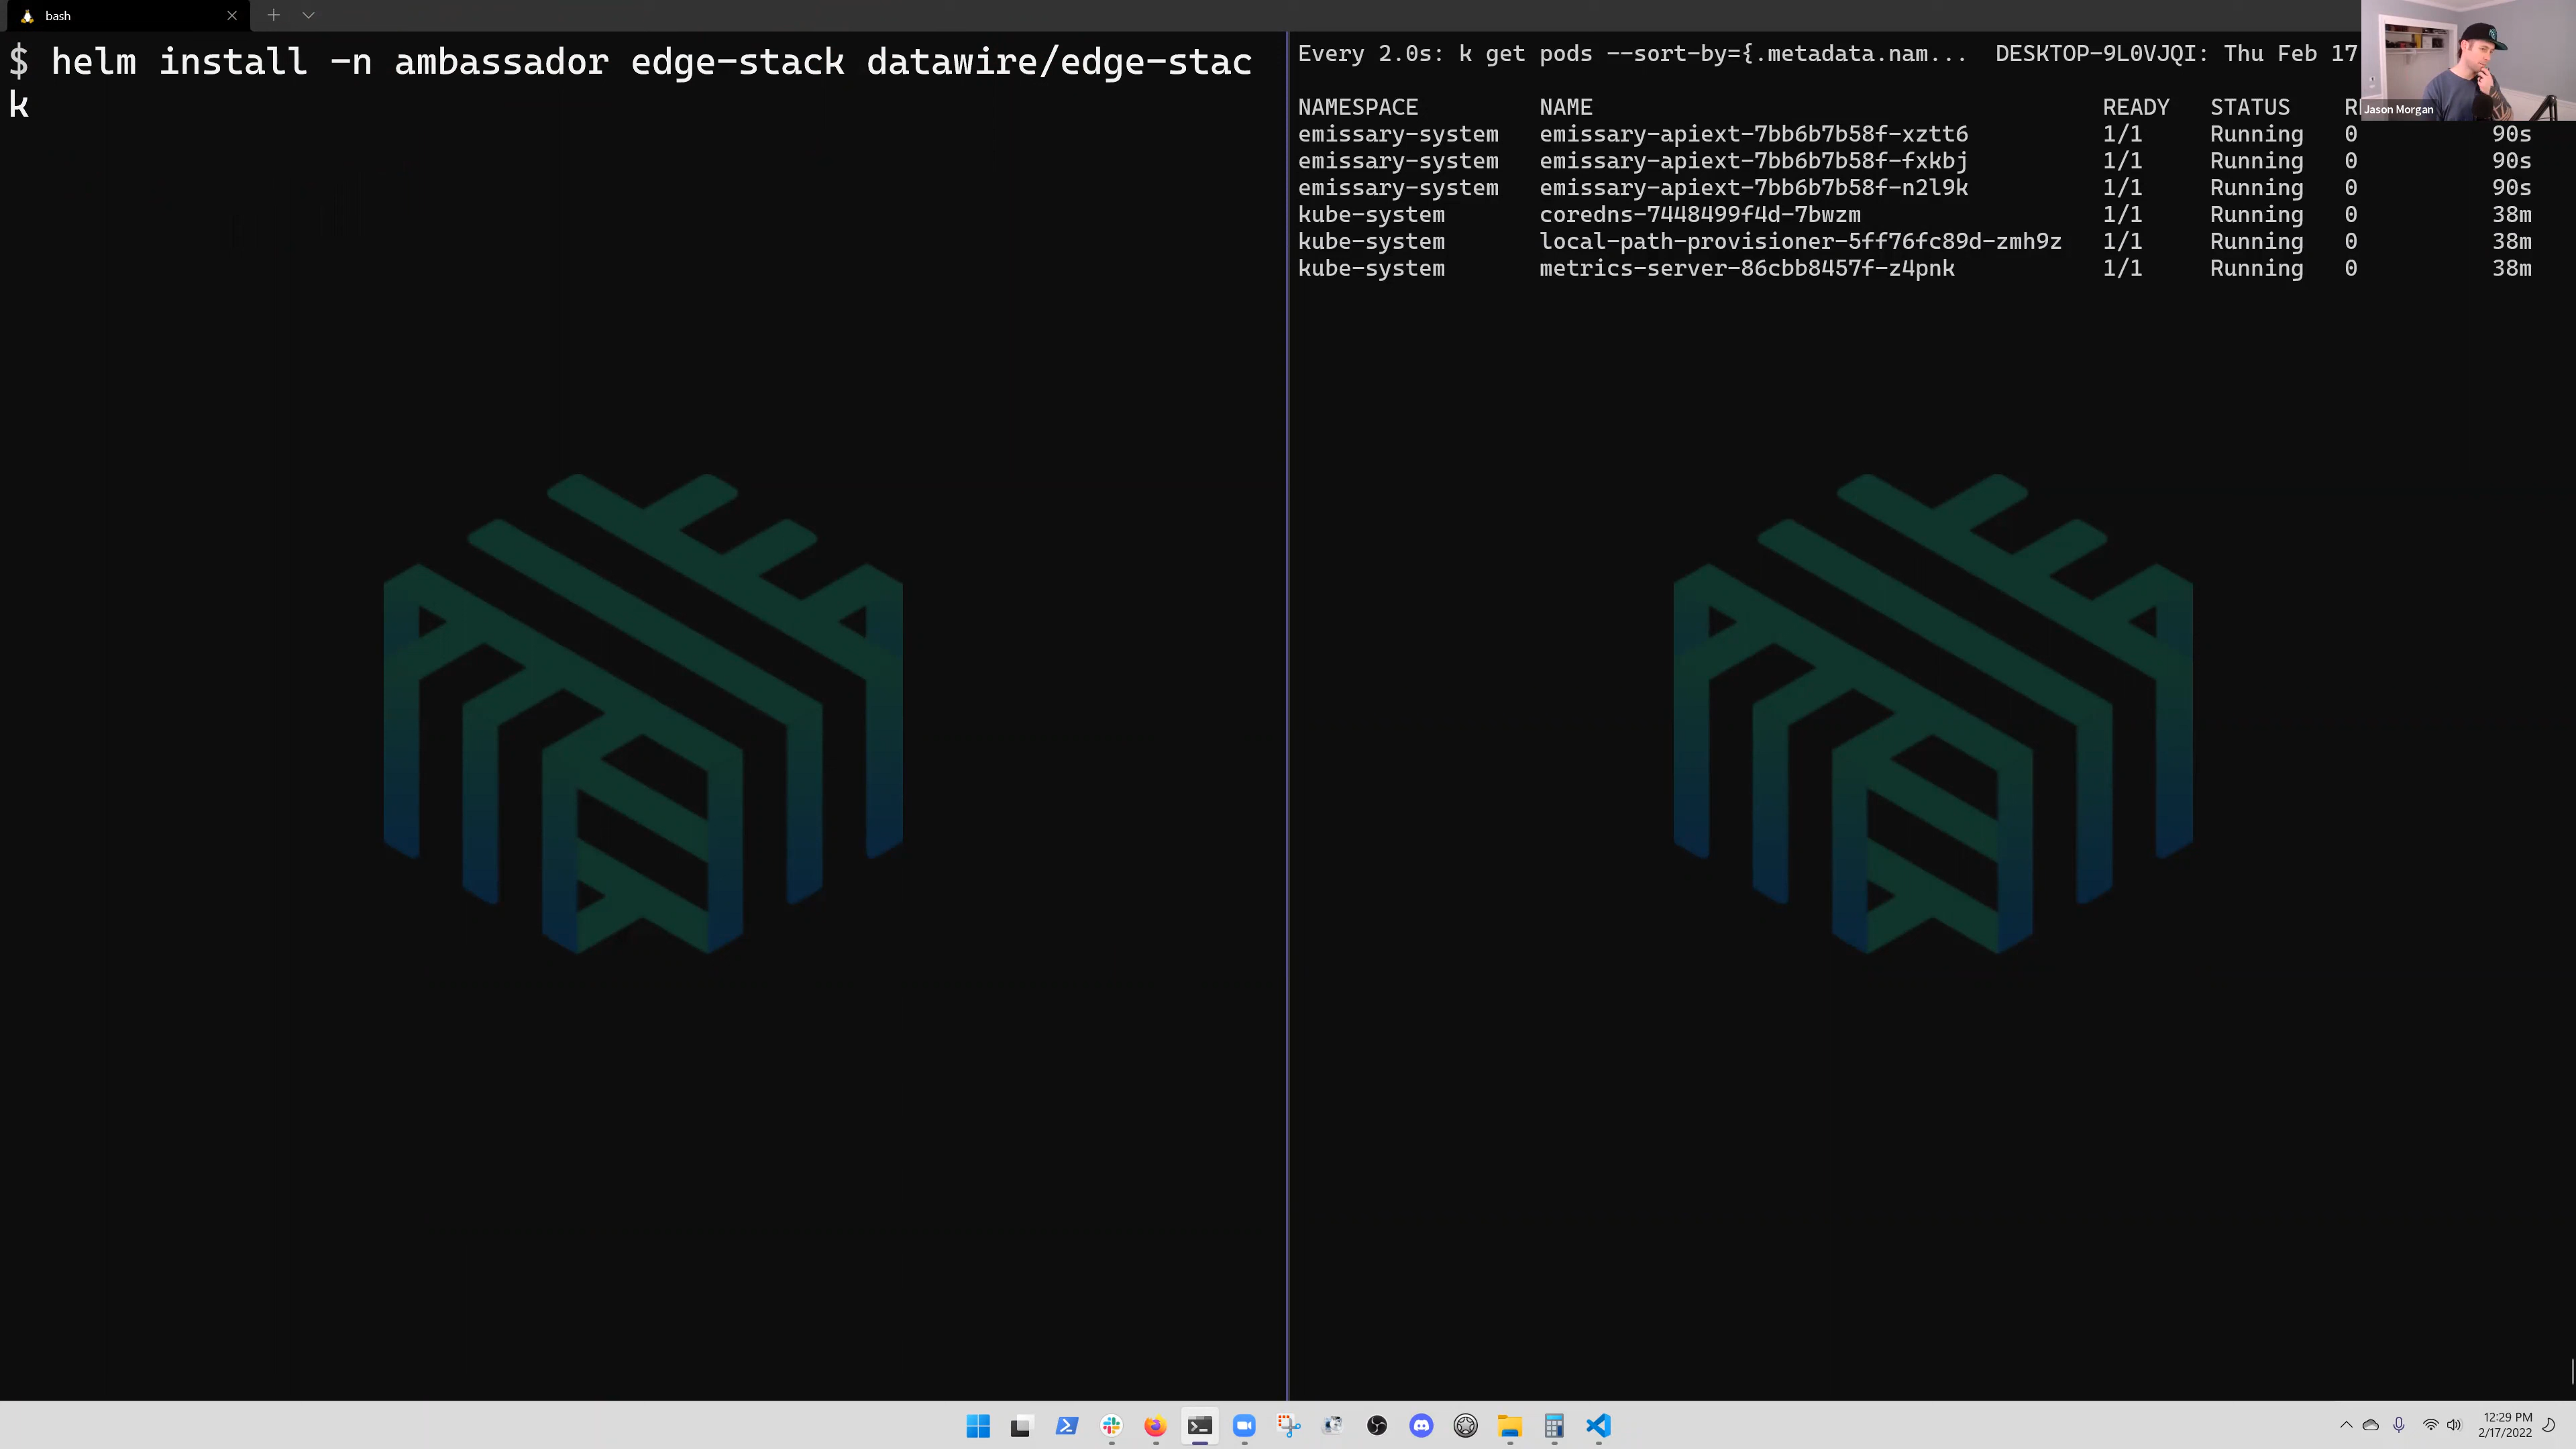 bash
$ helm install -n ambassador edge-stack datawire/edge-stac
k
Every 2.0s: k get pods --sort-by={.metadata.nam... DESKTOP-9L0VJQI: Thu Feb 17
NAMESPACE NAME READY STATUS
emissary-system emissary-apiext-7bb6b7b58f-xztt6 1/1 Running 0 90s
emissary-system emissary-apiext-7bb6b7b58f-fxkbj 1/1 Running 0 90s
emissary-system emissary-apiext-7bb6b7b58f-n2l9k 1/1 Running 0 90s
kube-system coredns-7448499f4d-7bwzm 1/1 Running 0 38m
kube-system local-path-provisioner-5ff76fc89d-zmh9z 1/1 Running 0 38m
kube-system metrics-server-86cbb8457f-z4pnk 1/1 Running 0 38m
Jason Morgan
12:29 PM
2/17/2022